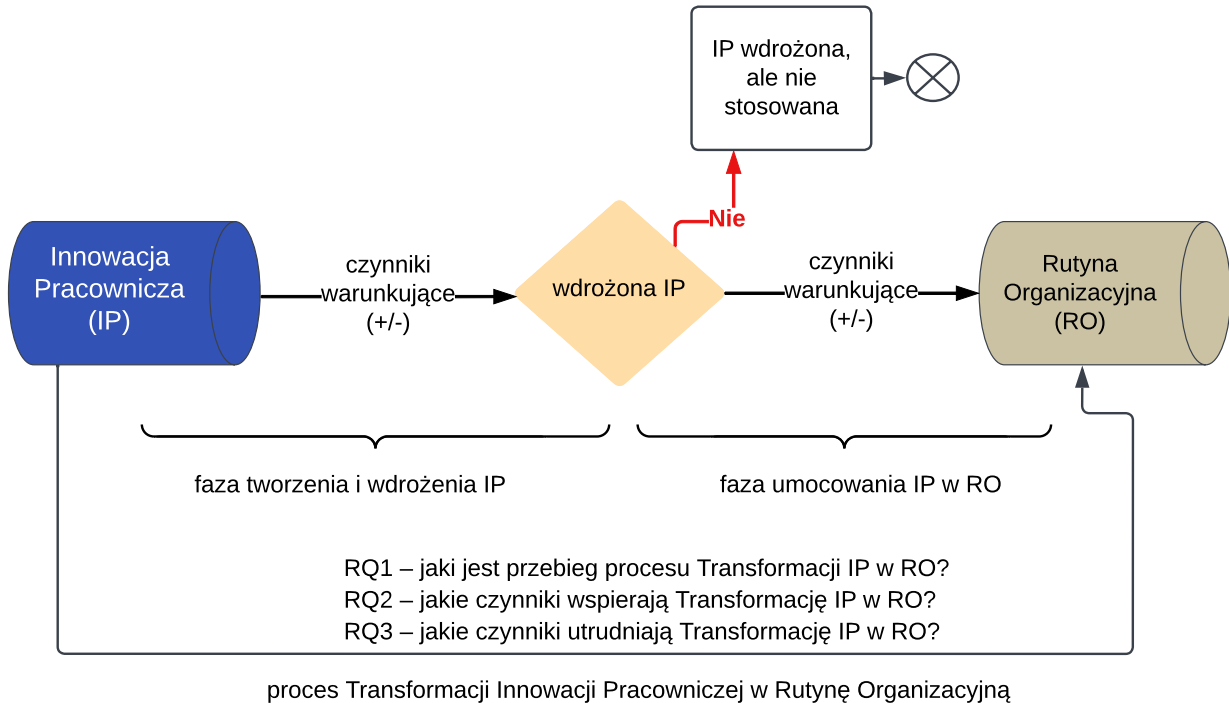 IP wdrożona,
ale nie
stosowana
Nie
Innowacja
Pracownicza
(IP)
czynniki
warunkujące
(+/-)
wdrożona IP
czynniki
warunkujące
(+/-)
Rutyna
Organizacyjna
(RO)
faza tworzenia i wdrożenia IP
faza umocowania IP w RO
RQ1 – jaki jest przebieg procesu Transformacji IP w RO?
RQ2 – jakie czynniki wspierają Transformację IP w RO?
RQ3 – jakie czynniki utrudniają Transformację IP w RO?
proces Transformacji Innowacji Pracowniczej w Rutynę Organizacyjną